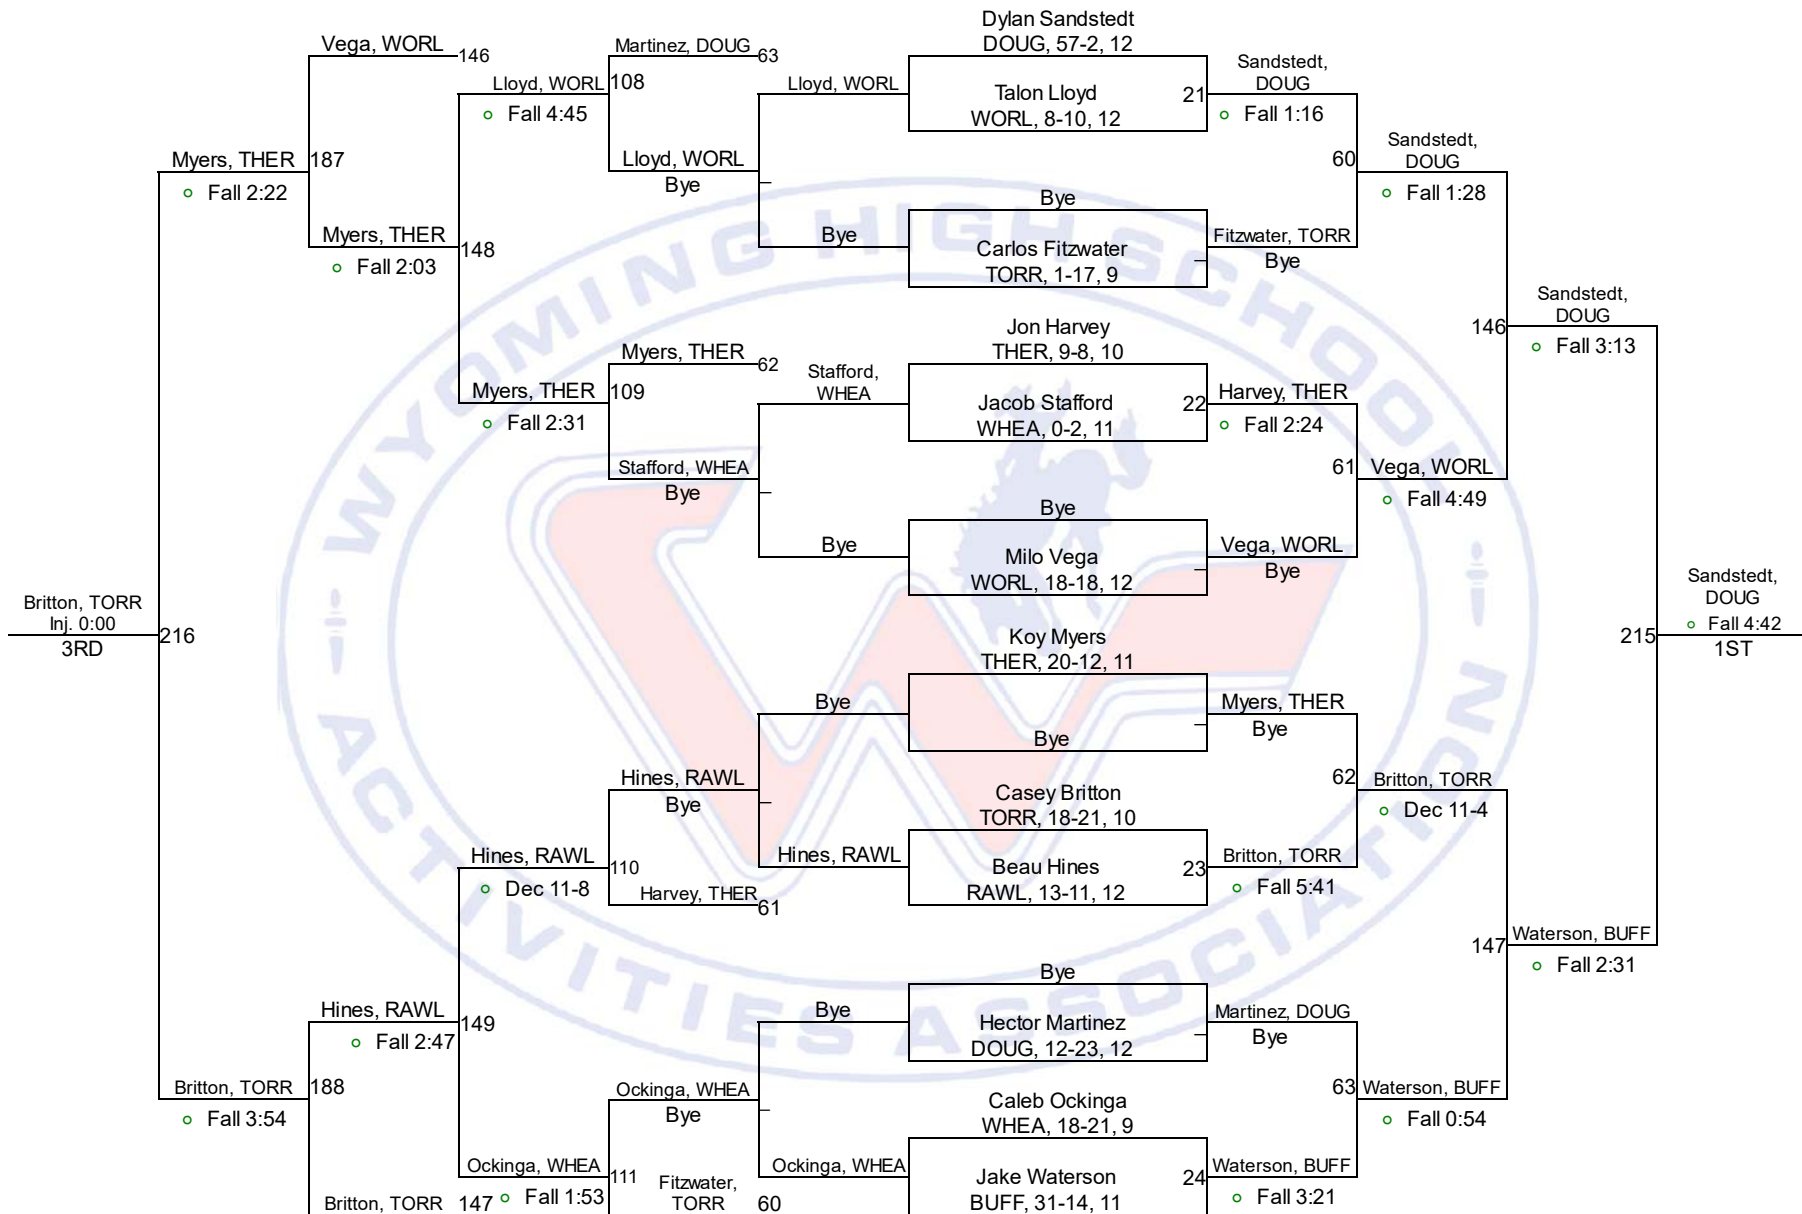 Dylan Sandstedt
DOUG, 57-2, 12
Vega, WORL
146
Martinez, DOUG
63
Sandstedt,
DOUG
Lloyd, WORL
108
Lloyd, WORL
Talon Lloyd
WORL, 8-10, 12
21
Fall 4:45
Fall 1:16
Sandstedt,
DOUG
Myers, THER
187
Lloyd, WORL
60
Fall 2:22
Bye
Fall 1:28
Bye
Myers, THER
148
Bye
Carlos Fitzwater
TORR, 1-17, 9
Fitzwater, TORR
Bye
Fall 2:03
Sandstedt,
DOUG
Jon Harvey
THER, 9-8, 10
146
Fall 3:13
Myers, THER
62
Stafford,
WHEA
Myers, THER
109
Jacob Stafford
WHEA, 0-2, 11
22
Harvey, THER
Fall 2:31
Fall 2:24
Stafford, WHEA
Bye
61
Vega, WORL
Fall 4:49
Bye
Bye
Milo Vega
WORL, 18-18, 12
Vega, WORL
Bye
Sandstedt,
DOUG
Britton, TORR
Inj. 0:00
216
3RD
Fall 4:42
215
1ST
Koy Myers
THER, 20-12, 11
Bye
Myers, THER
Bye
Bye
Hines, RAWL
Bye
62
Britton, TORR
Dec 11-4
Casey Britton
TORR, 18-21, 10
Hines, RAWL
110
Hines, RAWL
Beau Hines
RAWL, 13-11, 12
23
Britton, TORR
Dec 11-8
Fall 5:41
Harvey, THER
61
147
Waterson, BUFF
Fall 2:31
Bye
Hines, RAWL
149
Bye
Hector Martinez
DOUG, 12-23, 12
Martinez, DOUG
Bye
Fall 2:47
Britton, TORR
188
Ockinga, WHEA
Bye
63
Waterson, BUFF
Fall 3:54
Fall 0:54
Caleb Ockinga
WHEA, 18-21, 9
Ockinga, WHEA
111
Ockinga, WHEA
Jake Waterson
BUFF, 31-14, 11
24
Waterson, BUFF
Fall 1:53
Fitzwater,
TORR
60
Fall 3:21
Britton, TORR
147
WYOMING HIGH SCHOOL
ACTIVITIES ASSOCIATION